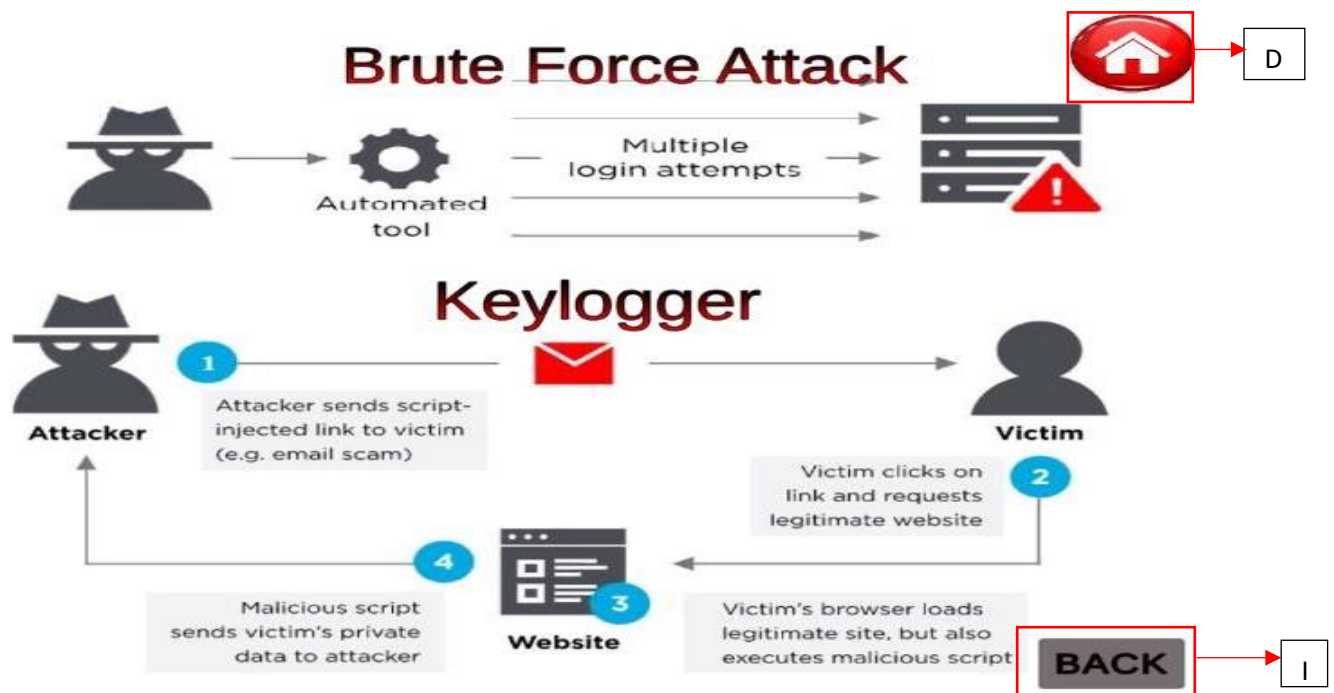 Brute Force Attack
D
Multiple
login attempts
Automated
tool
!
Keylogger
1
Attacker sends script-
injected link to victim
(e.g. email scam)
Attacker
Victim
Victim clicks on
link and requests
legitimate website
2
4
3
Malicious script
sends victim's private
data to attacker
Website
Victim's browser loads
legitimate site, but also
executes malicious script
BACK
I